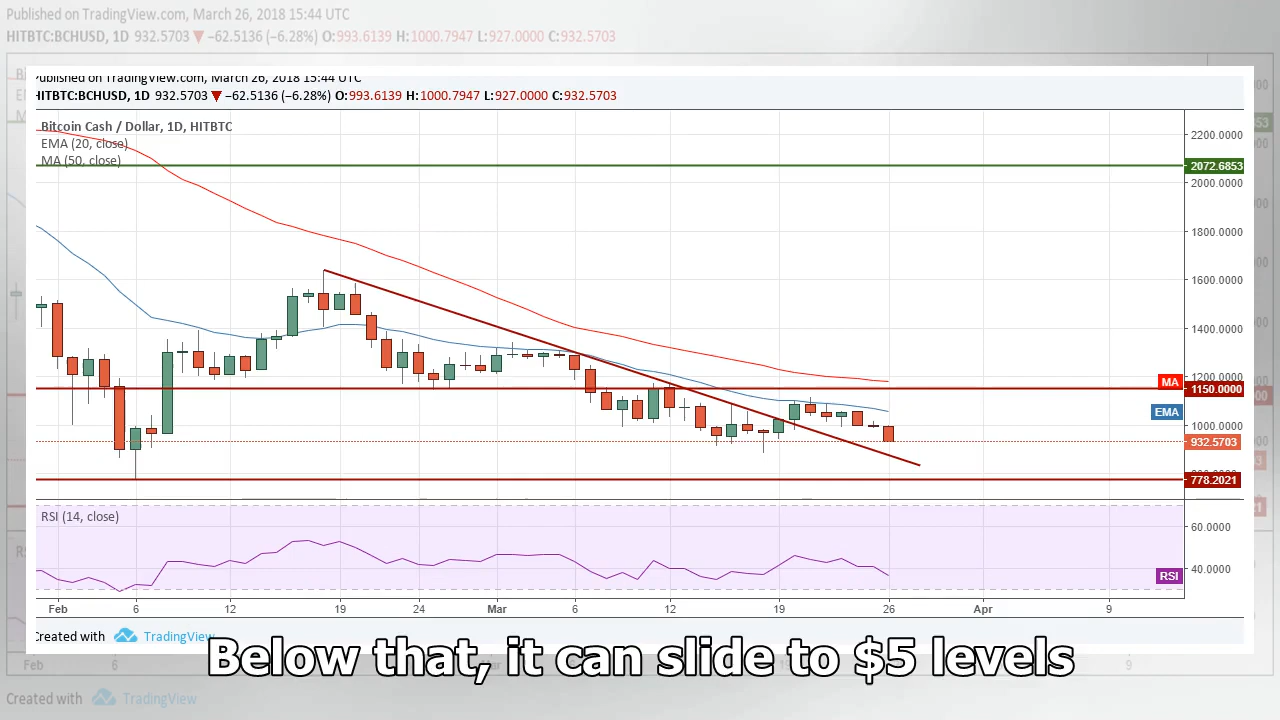 Published on TradingView.com, March 26, 2018 15:44 UTC
HITBTC:BCHUSD, 1D 932.5703 ▼ −62.5136 (−6.28%) O:993.6139 H:1000.7947 L:927.0000 C:932.5703
Published on TradingView.com, March 26, 2018 15:44 UTC
HITBTC:BCHUSD, 1D 932.5703 ▼ −62.5136 (−6.28%) O:993.6139 H:1000.7947 L:927.0000 C:932.5703
Bitcoin Cash / Dollar, 1D, HITBTC
EMA (20, close)
MA (50, close)
2200.0000
2072.6853
2000.0000
1800.0000
1600.0000
1400.0000
1200.0000
MA
1150.0000
EMA
1000.0000
932.5703
778.2021
RSI (14, close)
60.0000
RSI
40.0000
Feb 6 12 19 24 Mar 6 12 19 26 Apr 9
Created with TradingView
Below that, it can slide to $5 levels
Feb 6 9
Created with TradingView